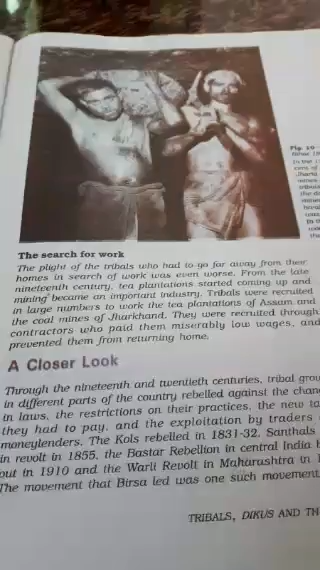 The search for work
The plight of the tribals who had to go far away from their
homes in search of work was even worse. From the late
nineteenth century, tea plantations started coming up and
mining became an important industry. Tribals were recruited
in large numbers to work the tea plantations of Assam and
the coal mines of Jharkhand. They were recruited through
contractors who paid them miserably low wages, and
prevented them from returning home.
A Closer Look
Through the nineteenth and twentieth centuries, tribal grou
in different parts of the country rebelled against the chan
in laws, the restrictions on their practices, the new ta
they had to pay, and the exploitation by traders
moneylenders. The Kols rebelled in 1831-32, Santhals
in revolt in 1855, the Bastar Rebellion in central India b
out in 1910 and the Warli Revolt in Maharashtra in
The movement that Birsa led was one such movement
TRIBALS, DIKUS AND TH